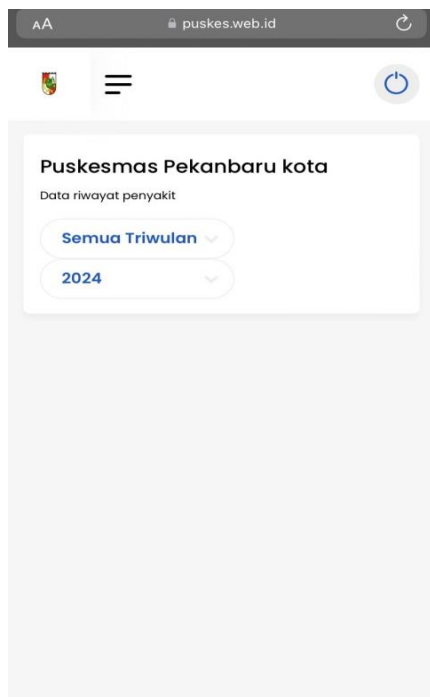 AA puskes.web.id
Puskesmas Pekanbaru kota
Data riwayat penyakit
Semua Triwulan
2024